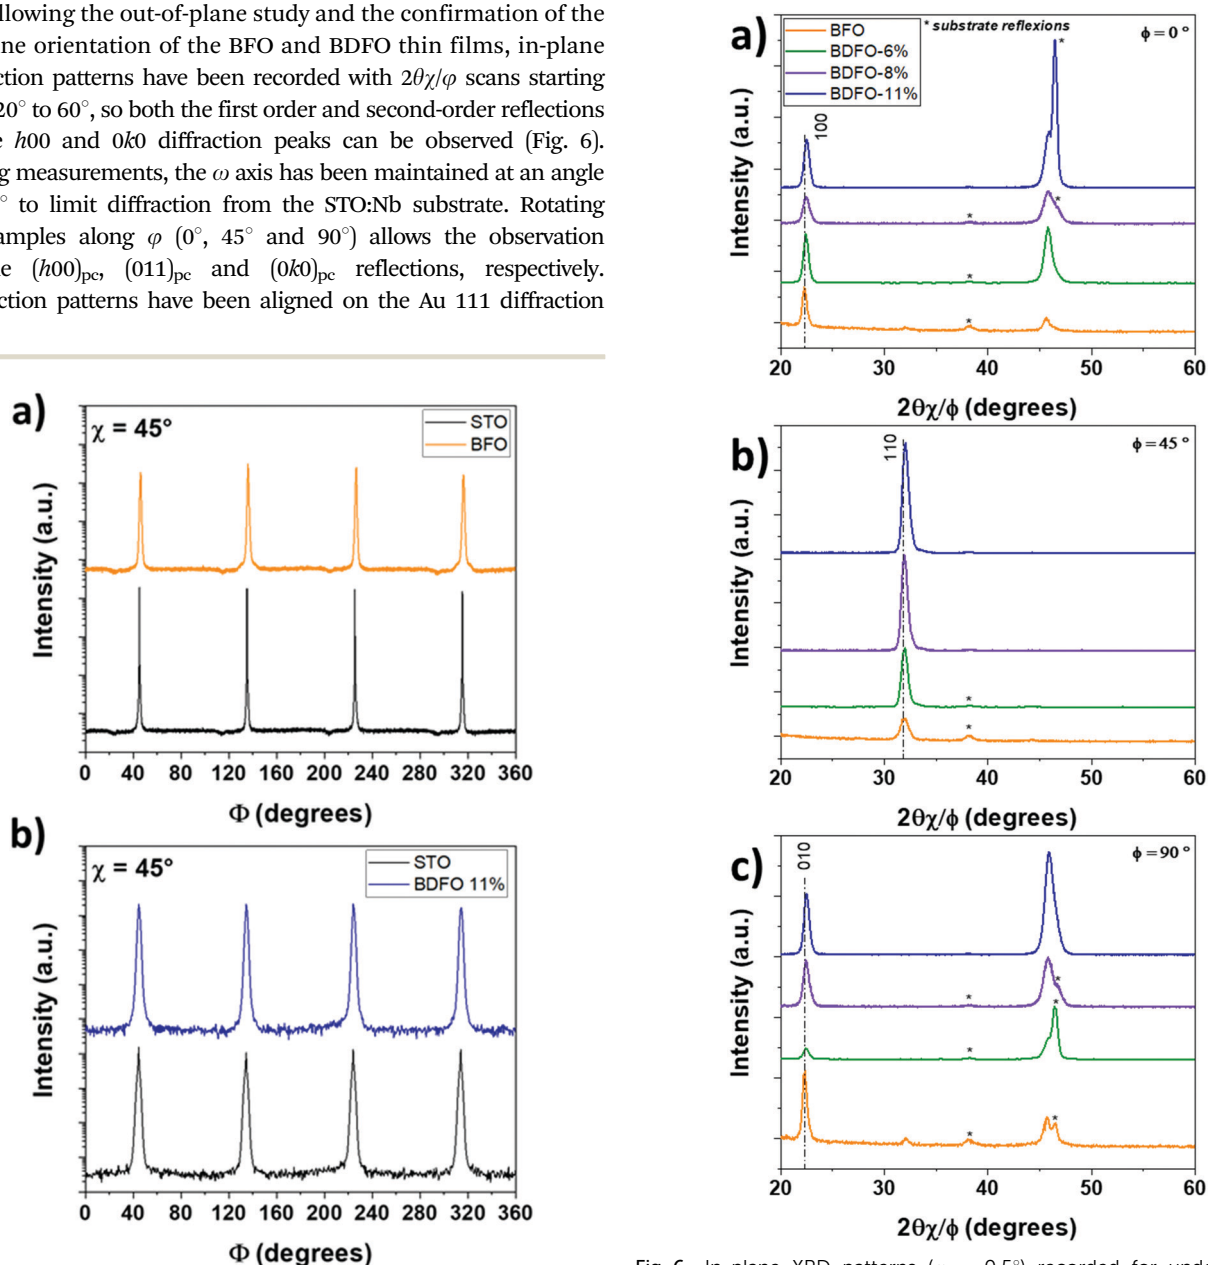 llowing the out-of-plane study and the confirmation of the
ne orientation of the BFO and BDFO thin films, in-plane
ction patterns have been recorded with 2θχ/φ scans starting
20° to 60°, so both the first order and second-order reflections
e h00 and 0k0 diffraction peaks can be observed (Fig. 6).
g measurements, the ω axis has been maintained at an angle
° to limit diffraction from the STO:Nb substrate. Rotating
amples along φ (0°, 45° and 90°) allows the observation
e (h00)pc, (011)pc and (0k0)pc reflections, respectively.
ction patterns have been aligned on the Au 111 diffraction
a)
χ = 45°
STO
BFO
Intensity (a.u.)
0 40 80 120 160 200 240 280 320 360
Φ (degrees)
b)
χ = 45°
STO
BDFO 11%
Intensity (a.u.)
0 40 80 120 160 200 240 280 320 360
Φ (degrees)
a)
BFO
BDFO-6%
BDFO-8%
BDFO-11%
* substrate reflexions
ϕ = 0 °
100
*
*
*
*
*
Intensity (a.u.)
20 30 40 50 60
2θχ/ϕ (degrees)
b)
110
ϕ = 45 °
*
*
Intensity (a.u.)
20 30 40 50 60
2θχ/ϕ (degrees)
c)
010
ϕ = 90 °
*
*
*
*
*
*
Intensity (a.u.)
20 30 40 50 60
2θχ/ϕ (degrees)